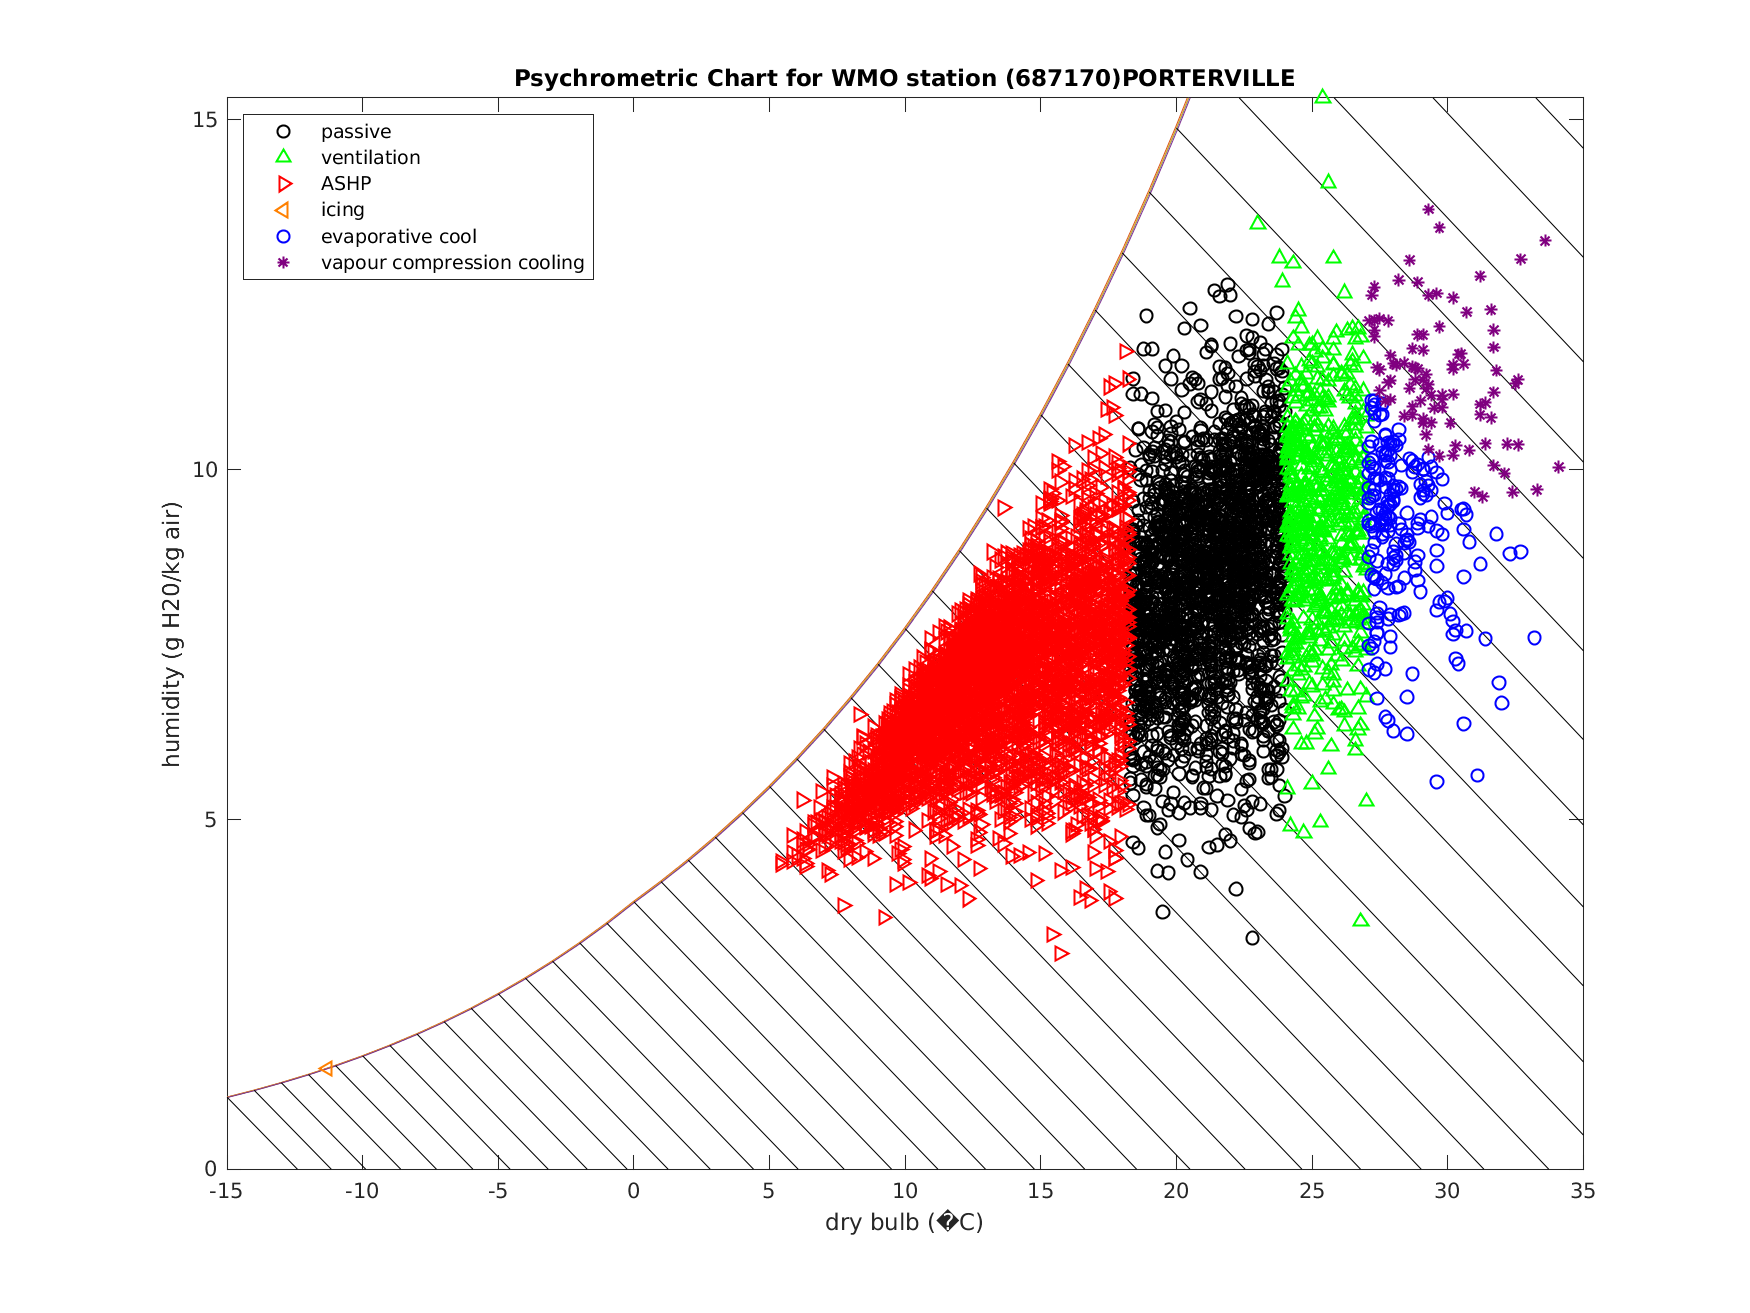 Psychrometric Chart for WMO station (687170)PORTERVILLE
passive
ventilation
ASHP
icing
evaporative cool
vapour compression cooling
humidity (g H20/kg air)
15
10
5
0
-15 -10 -5 0 5 10 15 20 25 30 35
dry bulb (�C)